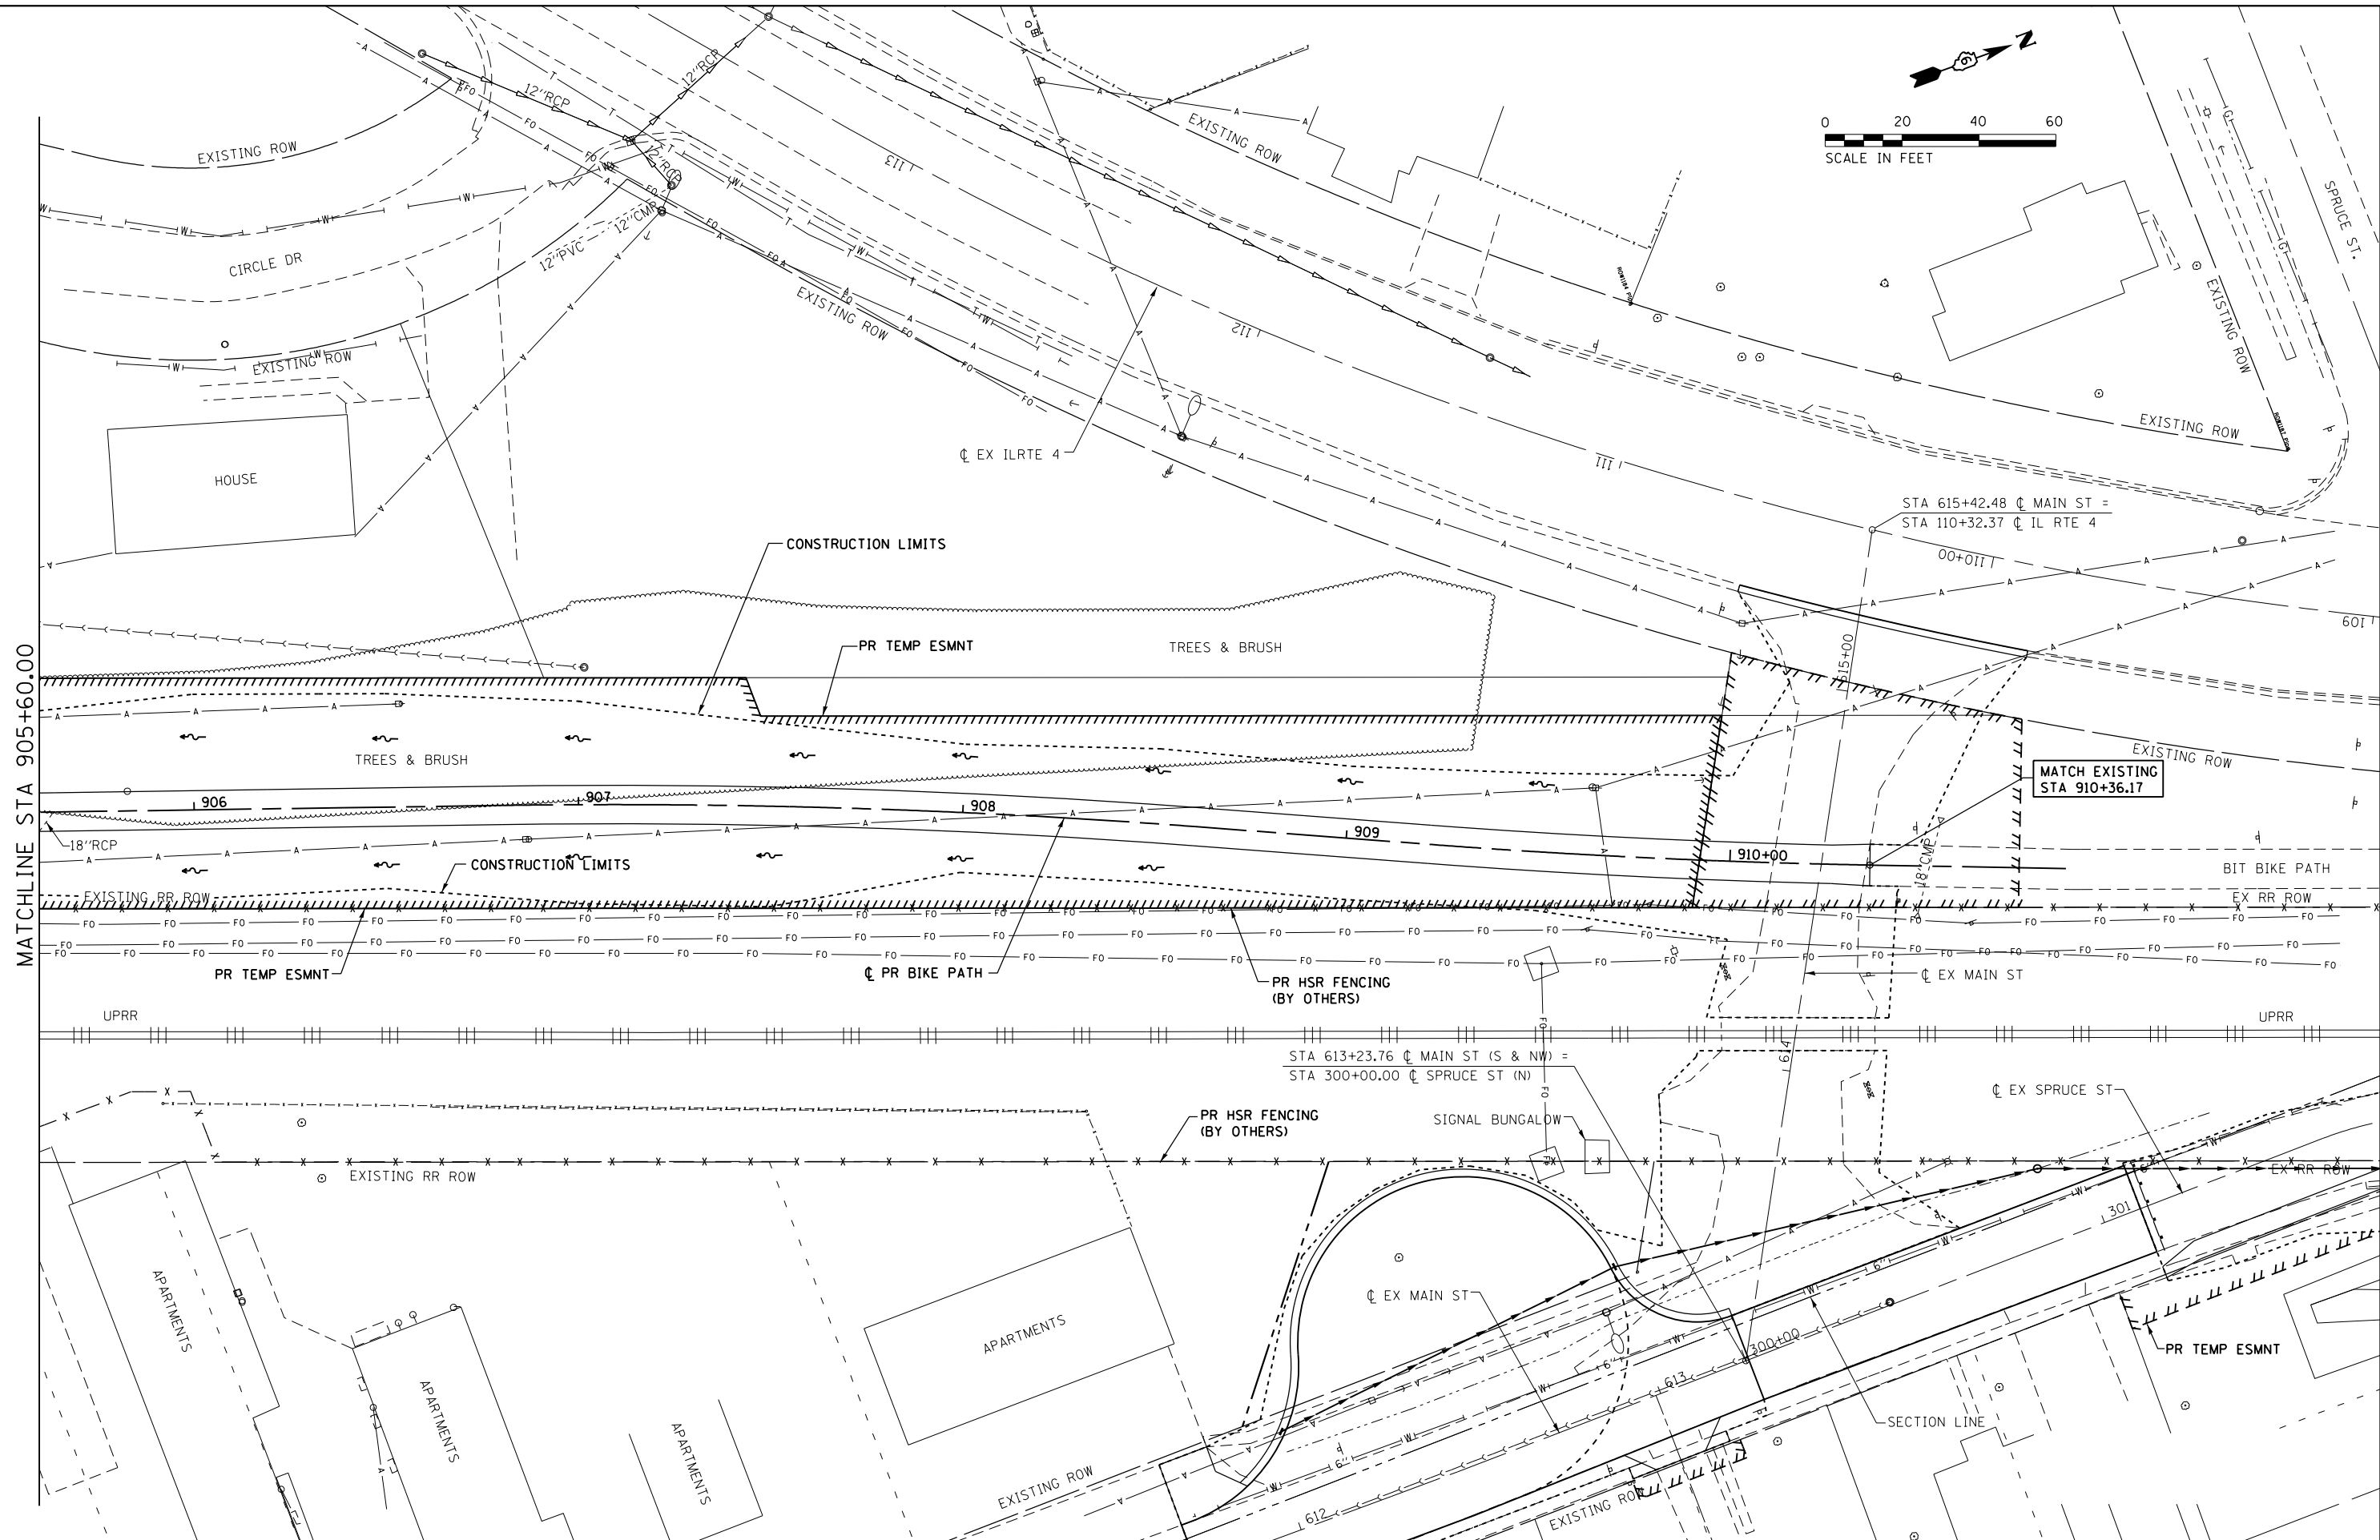 N
0 20 40 60
SCALE IN FEET
12"RCP
12"RCP
12"RCP
12"CMP
12"PVC
EXISTING ROW
CIRCLE DR
EXISTING ROW
HOUSE
EXISTING ROW
EXISTING ROW
113
112
111
110+00
109
SPRUCE ST.
EXISTING ROW
EXISTING ROW
℄ EX ILRTE 4
STA 615+42.48 ℄ MAIN ST =
STA 110+32.37 ℄ IL RTE 4
CONSTRUCTION LIMITS
PR TEMP ESMNT
TREES & BRUSH
615+00
MATCHLINE STA 905+60.00
TREES & BRUSH
EXISTING ROW
MATCH EXISTING
STA 910+36.17
906
907
908
909
910+00
18"RCP
CONSTRUCTION LIMITS
18"CMP
BIT BIKE PATH
EXISTING RR ROW
EX RR ROW
PR TEMP ESMNT
℄ PR BIKE PATH
PR HSR FENCING
(BY OTHERS)
℄ EX MAIN ST
UPRR
UPRR
614
STA 613+23.76 ℄ MAIN ST (S & NW) =
STA 300+00.00 ℄ SPRUCE ST (N)
℄ EX SPRUCE ST
PR HSR FENCING
(BY OTHERS)
SIGNAL BUNGALOW
EXISTING RR ROW
EX RR ROW
301
APARTMENTS
APARTMENTS
APARTMENTS
APARTMENTS
℄ EX MAIN ST
6"
300+00
6"
613
PR TEMP ESMNT
SECTION LINE
6"
EXISTING ROW
612
EXISTING ROW